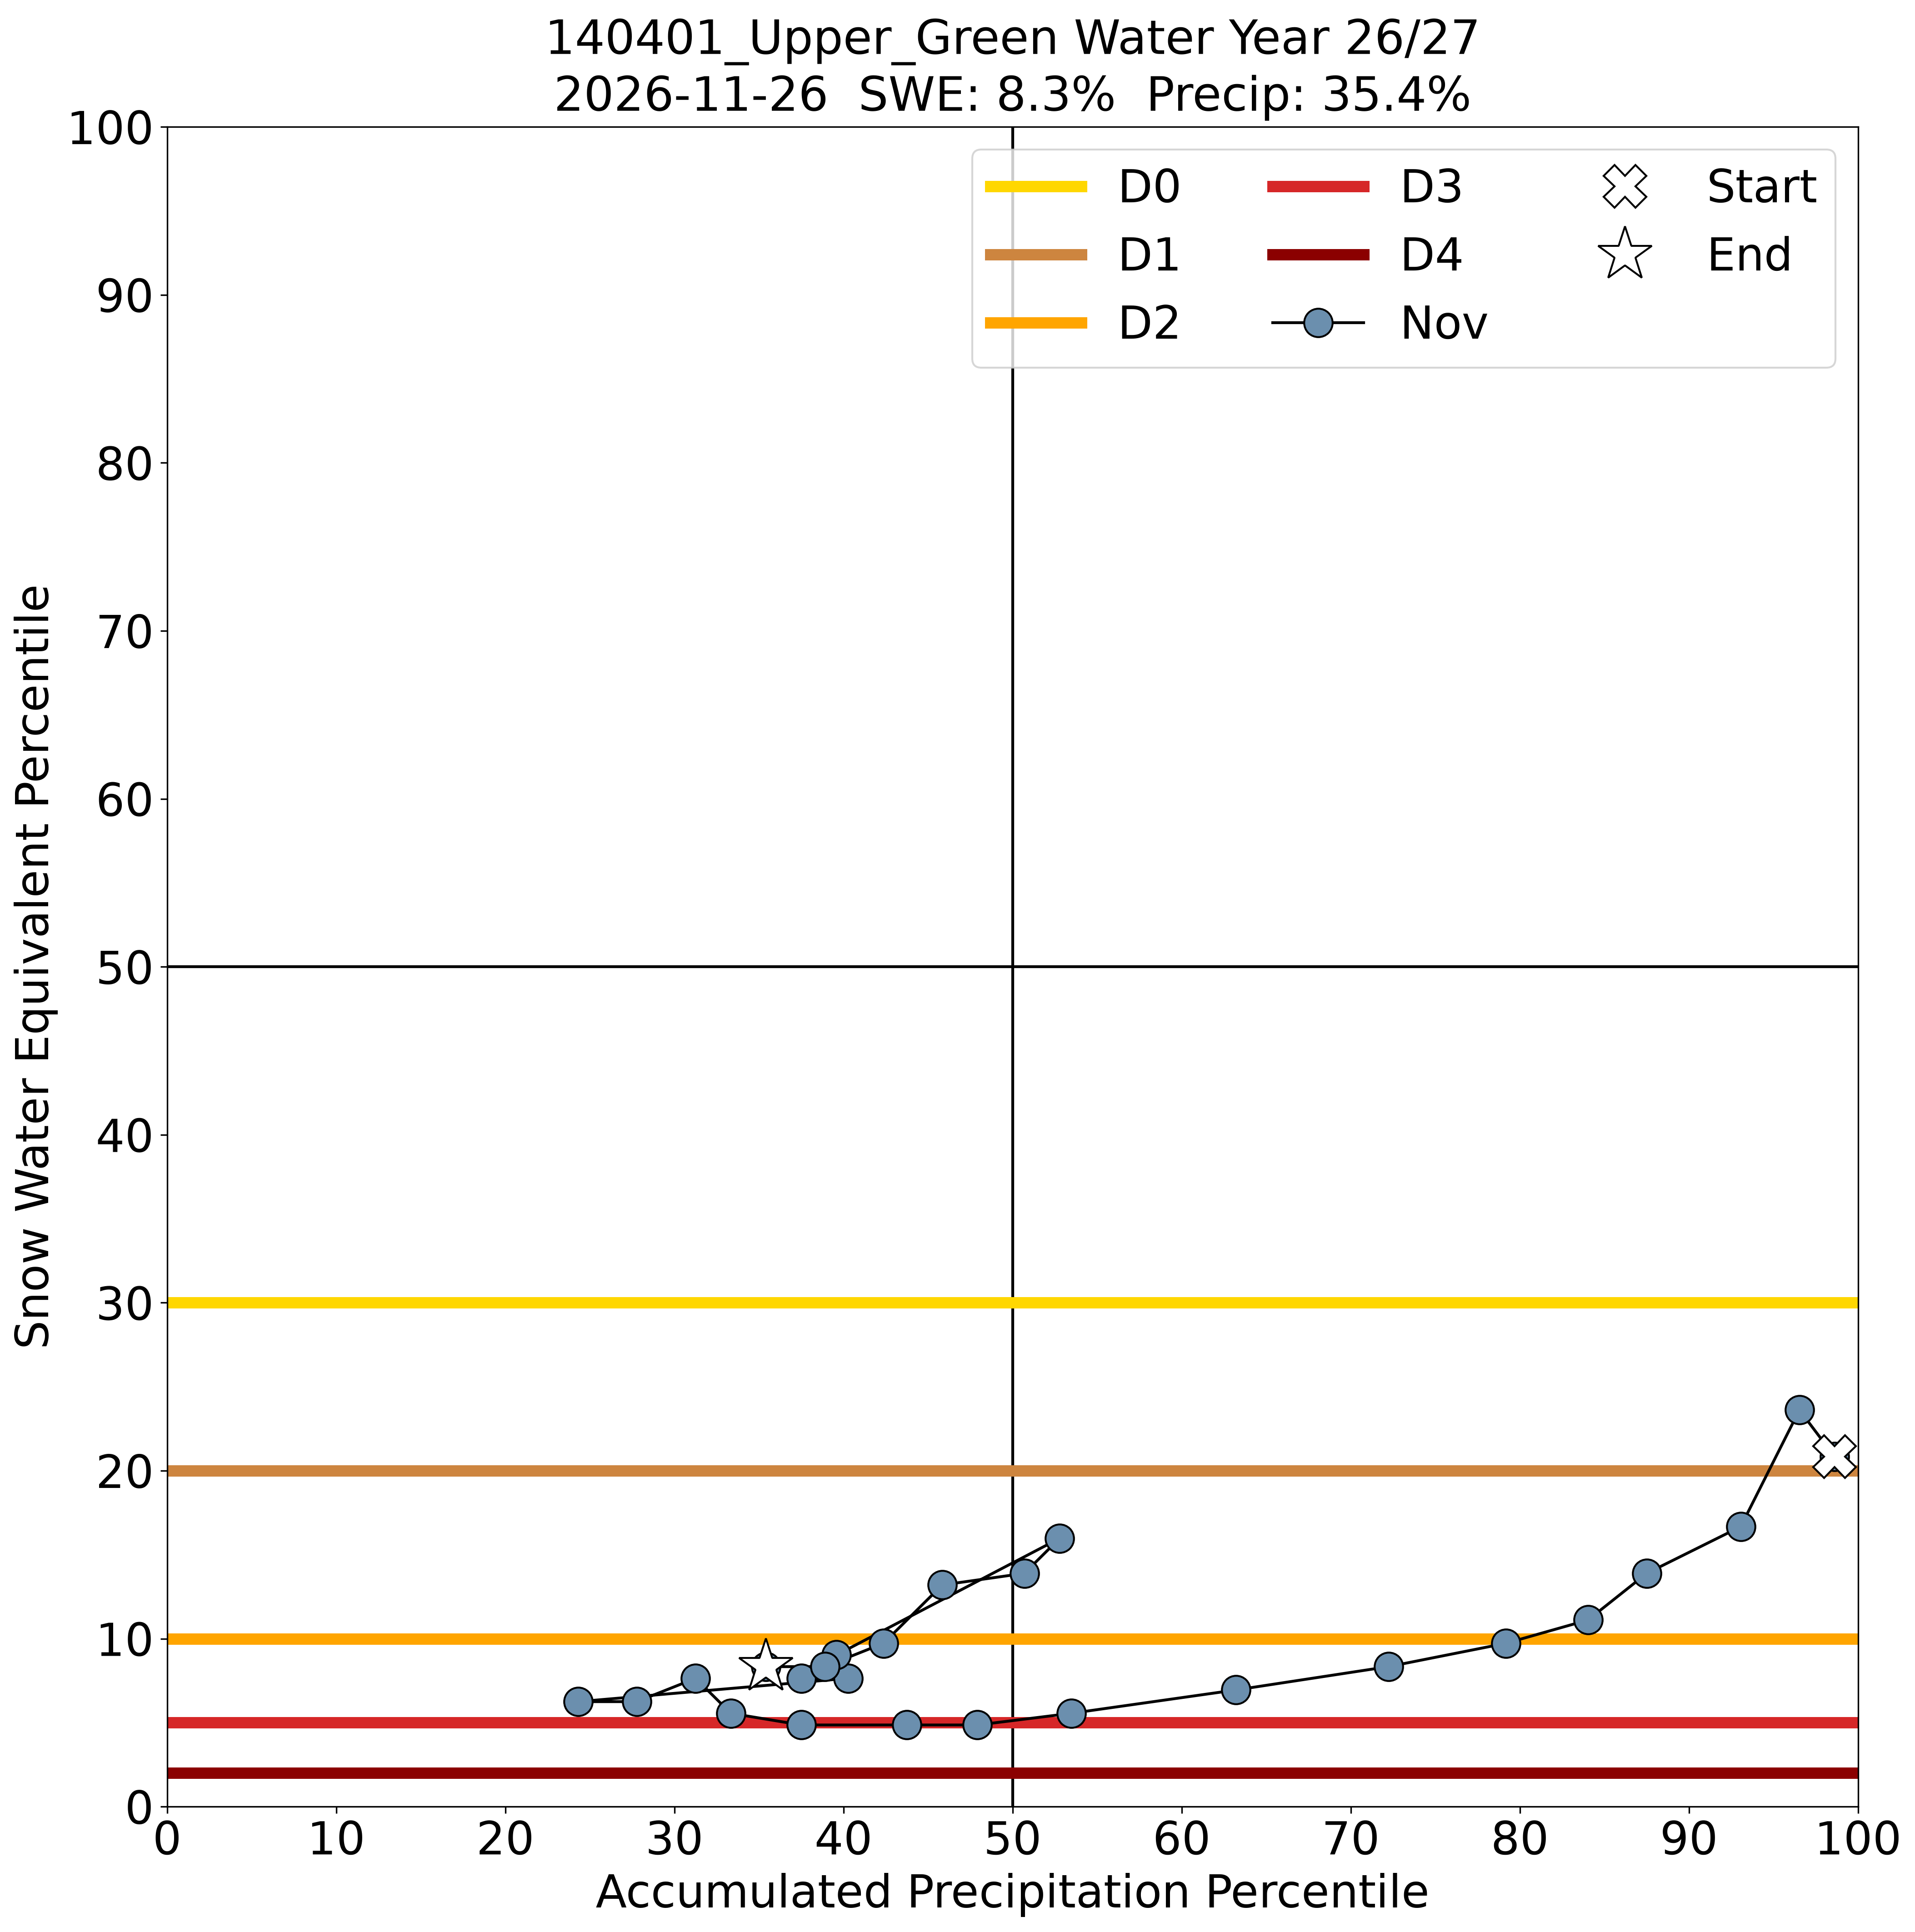 140401_Upper_Green Water Year 26/27
2026-11-26  SWE: 8.3%  Precip: 35.4%
D0
D1
D2
D3
D4
Nov
Start
End
Snow Water Equivalent Percentile
100
90
80
70
60
50
40
30
20
10
0
0 10 20 30 40 50 60 70 80 90 100
Accumulated Precipitation Percentile